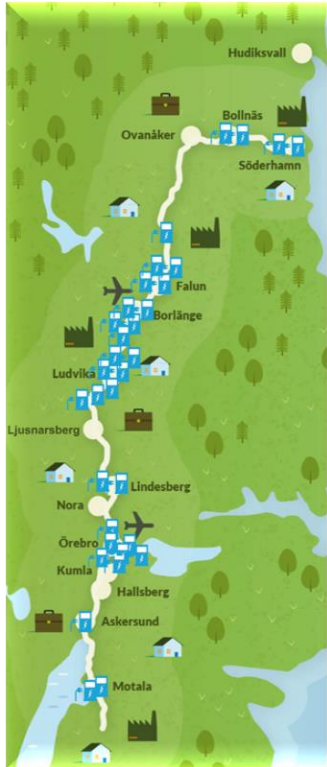 Hudiksvall
Bollnäs
Ovanåker
Söderhamn
Falun
Borlänge
Ludvika
Ljusnarsberg
Lindesberg
Nora
Örebro
Kumla
Hallsberg
Askersund
Motala